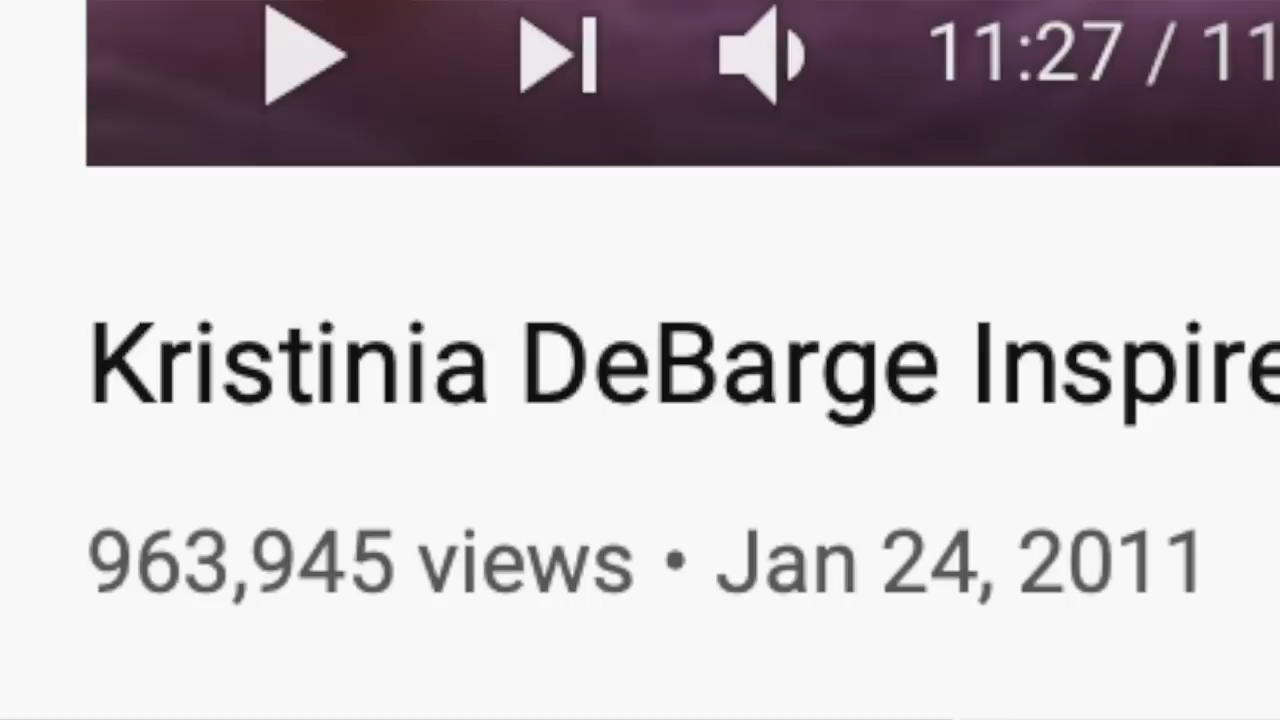 11:27 / 11
Kristinia DeBarge Inspire
963,945 views • Jan 24, 2011